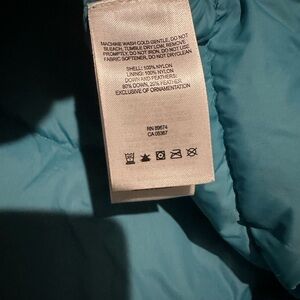 MACHINE WASH COLD GENTLE, DO NOT
BLEACH, TUMBLE DRY LOW, REMOVE
PROMPTLY, DO NOT IRON, DO NOT USE
FABRIC SOFTENER, DO NOT DRYCLEAN
SHELL: 100% NYLON
LINING: 100% NYLON
DOWN AND FEATHERS:
80% DOWN, 20% FEATHER
EXCLUSIVE OF ORNAMENTATION
RN 89674
CA 05367